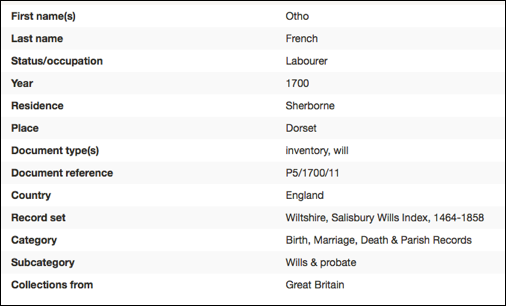 First name(s) Otho
Last name French
Status/occupation Labourer
Year 1700
Residence Sherborne
Place Dorset
Document type(s) inventory, will
Document reference P5/1700/11
Country England
Record set Wiltshire, Salisbury Wills Index, 1464-1858
Category Birth, Marriage, Death & Parish Records
Subcategory Wills & probate
Collections from Great Britain